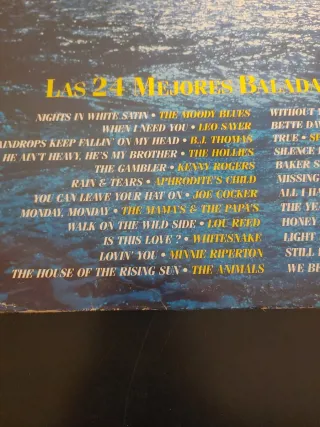 LAS 24 MEJORES BALADA
NIGHTS IN WHITE SATIN • THE MOODY BLUES
WHEN I NEED YOU • LEO SAYER
AINDROPS KEEP FALLIN' ON MY HEAD • B.J. THOMAS
HE AIN'T HEAVY, HE'S MY BROTHER • THE HOLLIES
THE GAMBLER • KENNY ROGERS
RAIN & TEARS • APHRODITE'S CHILD
YOU CAN LEAVE YOUR HAT ON • JOE COCKER
MONDAY, MONDAY • THE MAMA'S & THE PAPA'S
WALK ON THE WILD SIDE • LOU REED
IS THIS LOVE ? • WHITESNAKE
LOVIN' YOU • MINNIE RIPERTON
THE HOUSE OF THE RISING SUN • THE ANIMALS
WITHOUT
BETTE DAV
TRUE •
SILENCE
BAKER S
MISSING
ALL I HA
THE YEA
HONEY
LIGHT
STILL
WE BE